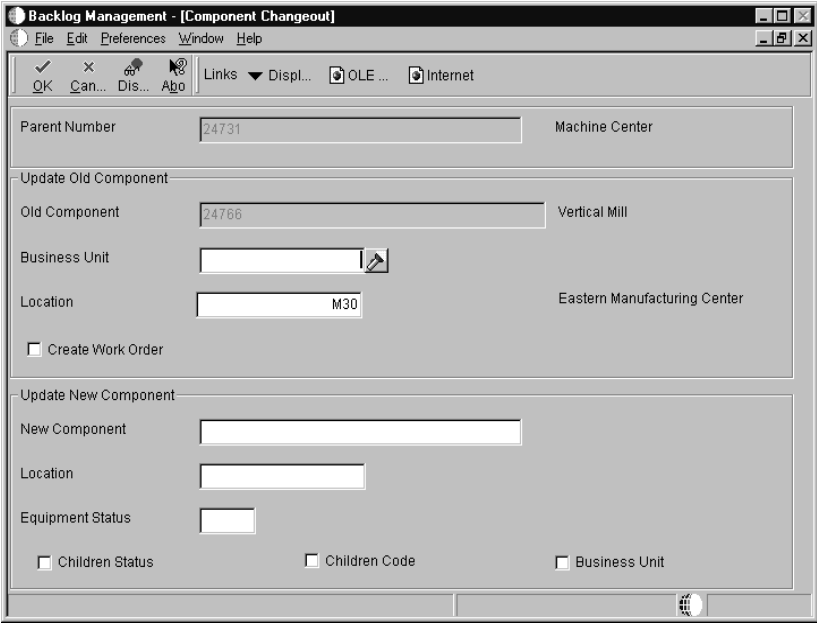 Backlog Management - [Component Changeout]
File Edit Preferences Window Help
OK Can... Dis... Abo Links Displ... OLE ... Internet
Parent Number 24731 Machine Center
Update Old Component
Old Component 24766 Vertical Mill
Business Unit
Location M30 Eastern Manufacturing Center
Create Work Order
Update New Component
New Component
Location
Equipment Status
Children Status Children Code Business Unit